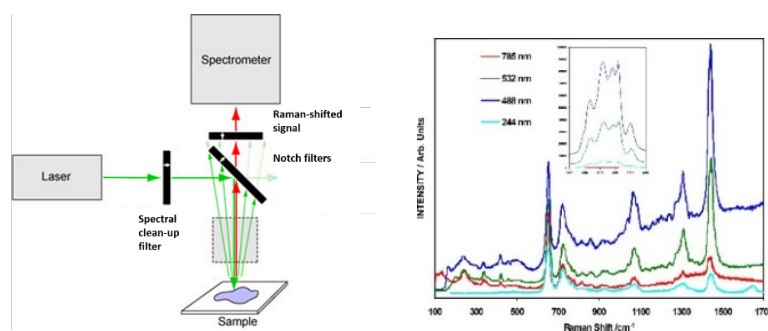 Spectrometer
Raman-shifted
signal
Notch filters
Laser
Spectral
clean-up
filter
Sample
INTENSITY / Arb. Units
785 nm
532 nm
488 nm
244 nm
100 300 500 700 900 1100 1300 1500 1700
Raman Shift /cm-1